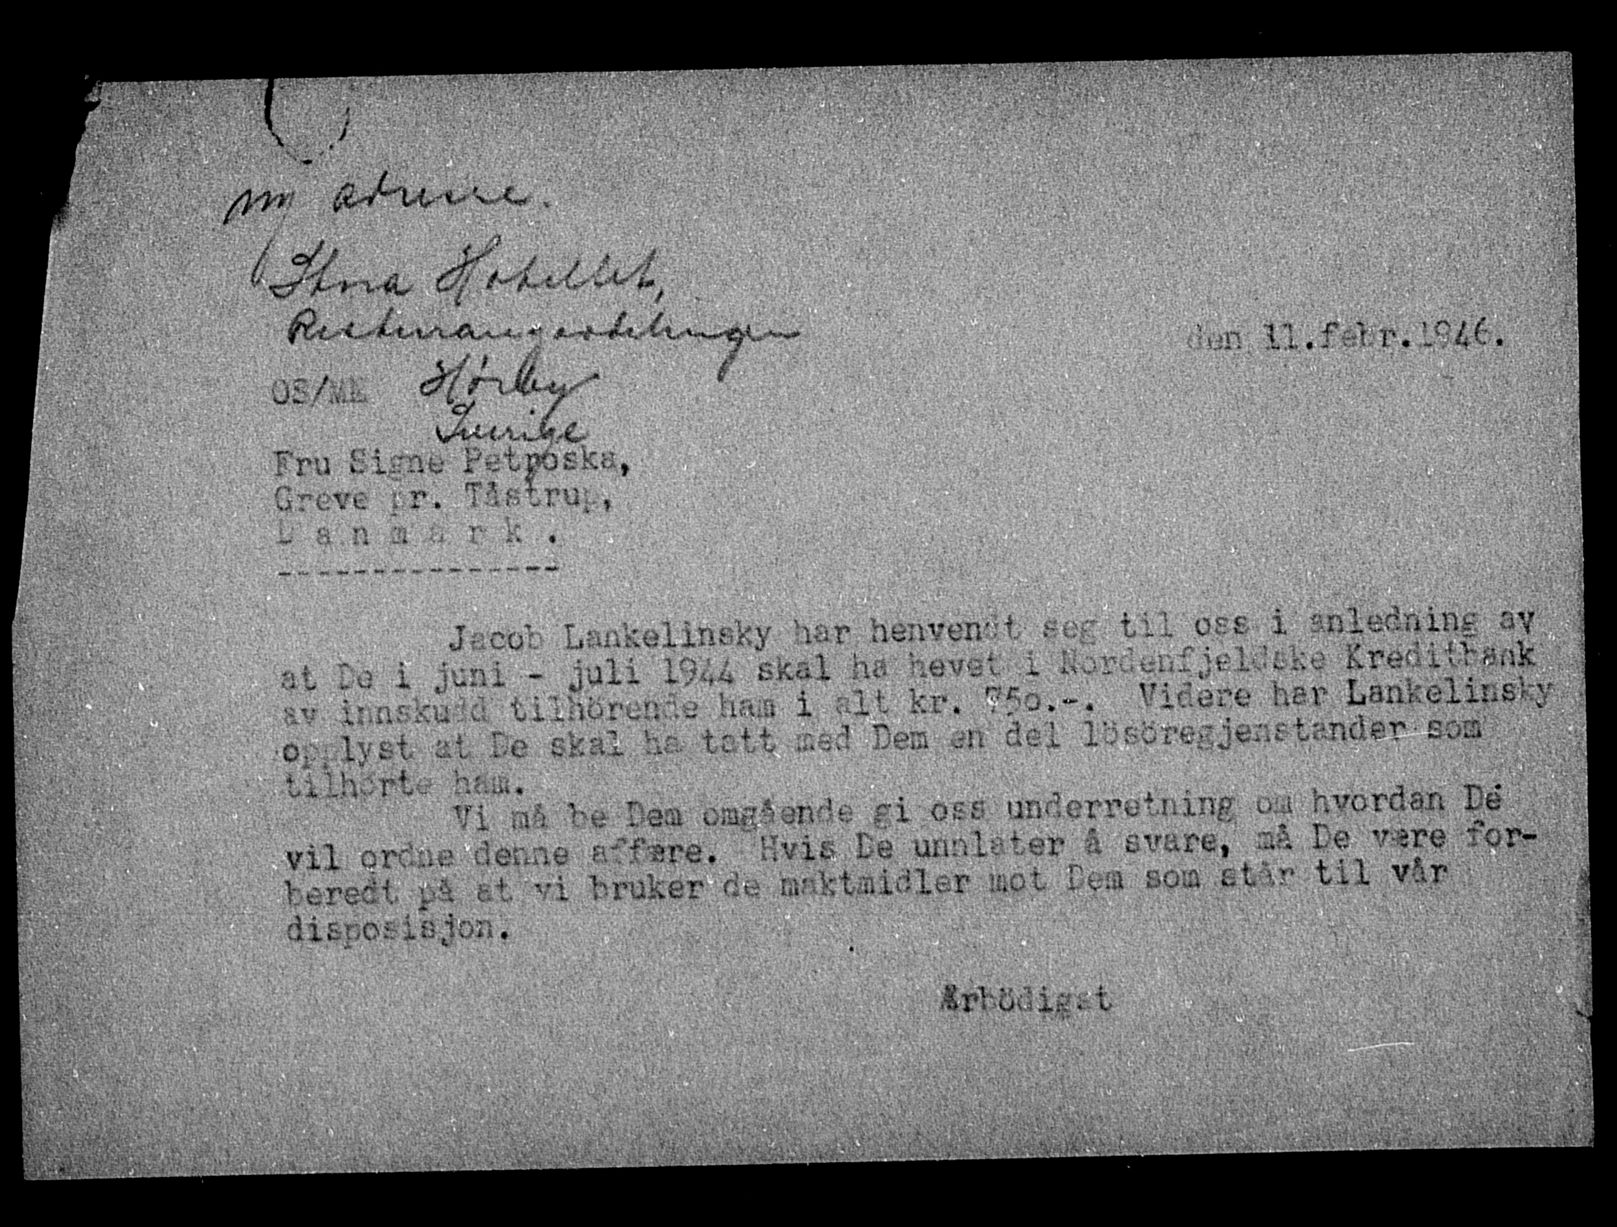 ny adresse.
Stora Hotellet,
Resturangavdelingen
den 11.febr.1946.
OS/ME Hörby
Sverige
Fru Signe Petposka,
Greve pr. Tåstrup,
D a n m a r k .
---------------
Jacob Lankelinsky har henvendt seg til oss i anledning av
at De i juni - juli 1944 skal ha hevet i Nordenfjeldske Kreditbank
av innskudd tilhörende ham i alt kr. 750.-. Videre har Lankelinsky
opplyst at De skal ha tatt med Dem en del lösöregjenstander som
tilhörte ham.
Vi må be Dem omgående gi oss underretning om hvordan De
vil ordne denne affære. Hvis De unnlater å svare, må De være for-
beredt på at vi bruker de maktmidler mot Dem som står til vår
disposisjon.
Ærbödigst